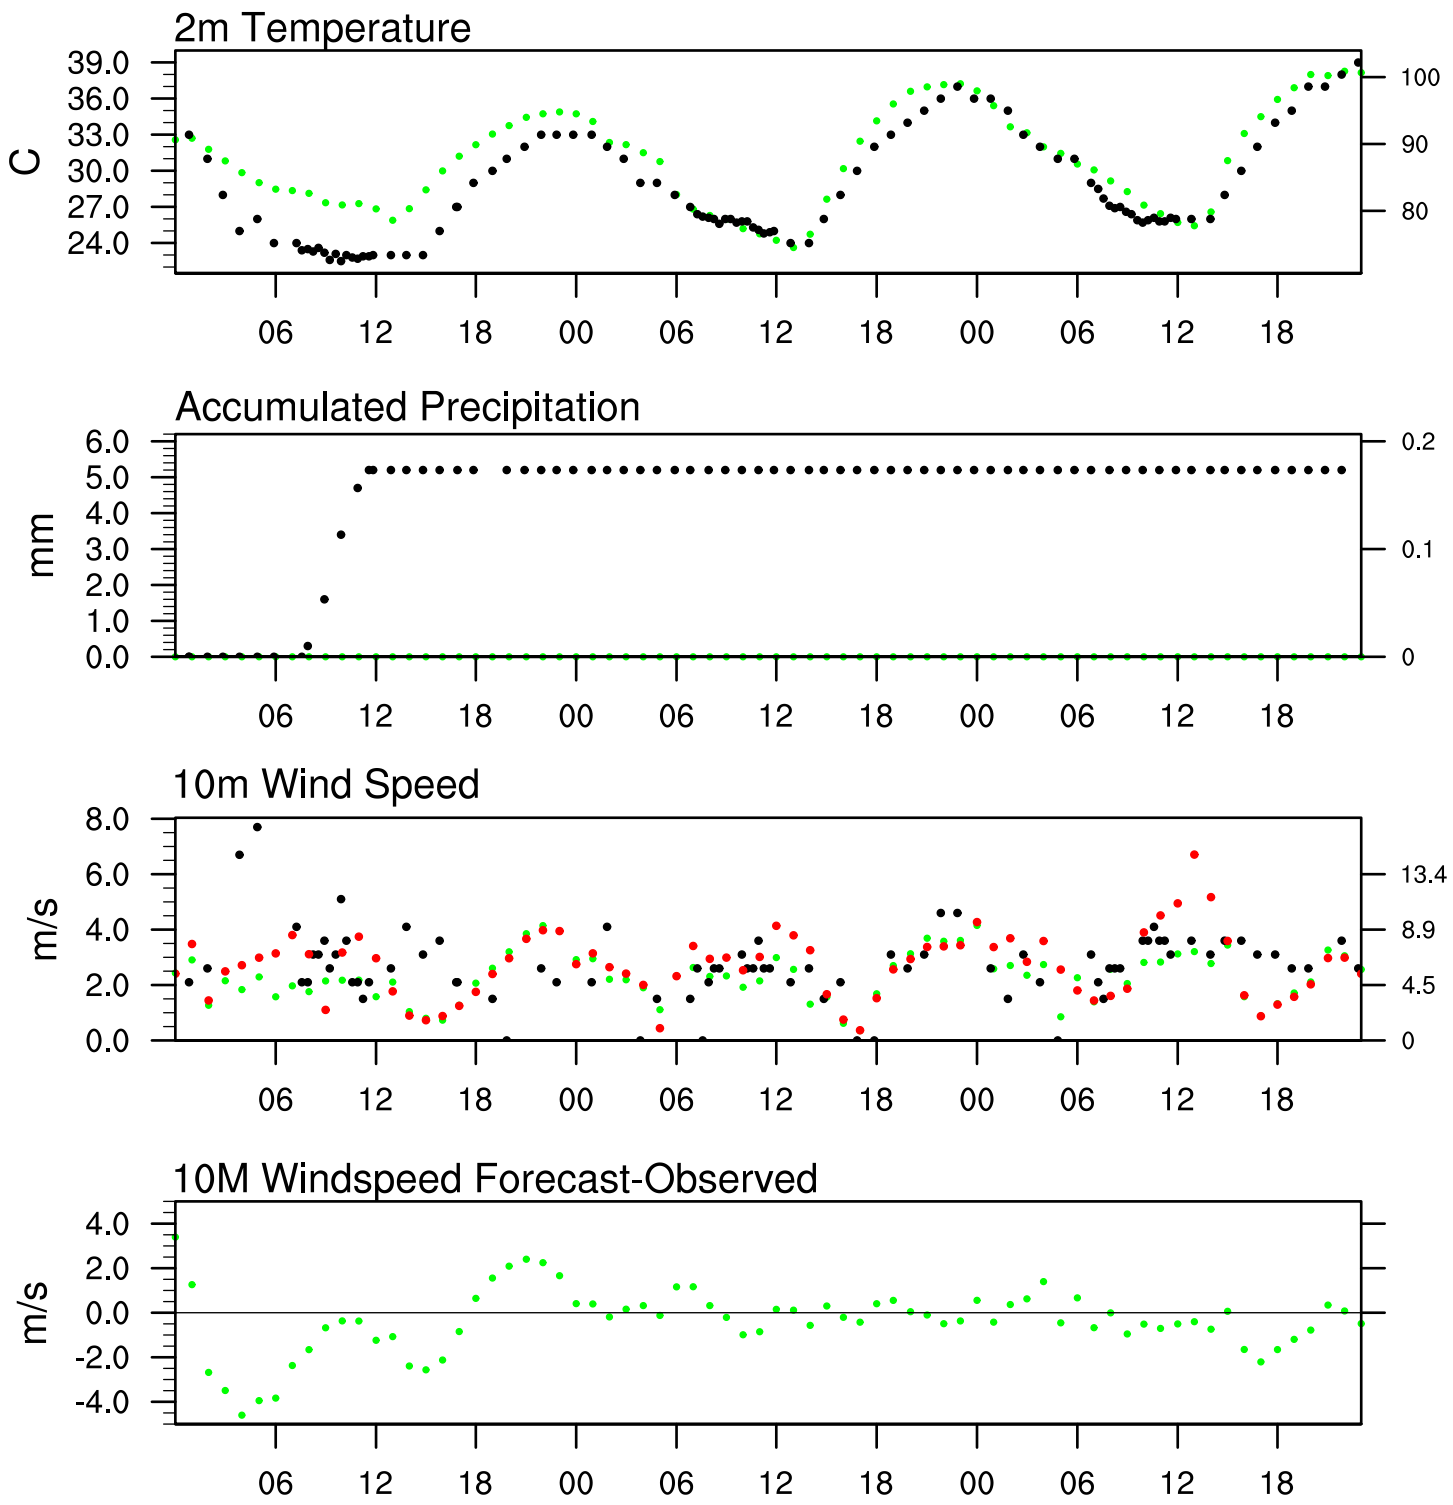 2m Temperature
39.0
36.0
33.0
30.0
27.0
24.0
C
100
90
80
06 12 18 00 06 12 18 00 06 12 18
Accumulated Precipitation
6.0
5.0
4.0
3.0
2.0
1.0
0.0
mm
0.2
0.1
0
06 12 18 00 06 12 18 00 06 12 18
10m Wind Speed
8.0
6.0
4.0
2.0
0.0
m/s
13.4
8.9
4.5
0
06 12 18 00 06 12 18 00 06 12 18
10M Windspeed Forecast-Observed
4.0
2.0
0.0
-2.0
-4.0
m/s
06 12 18 00 06 12 18 00 06 12 18